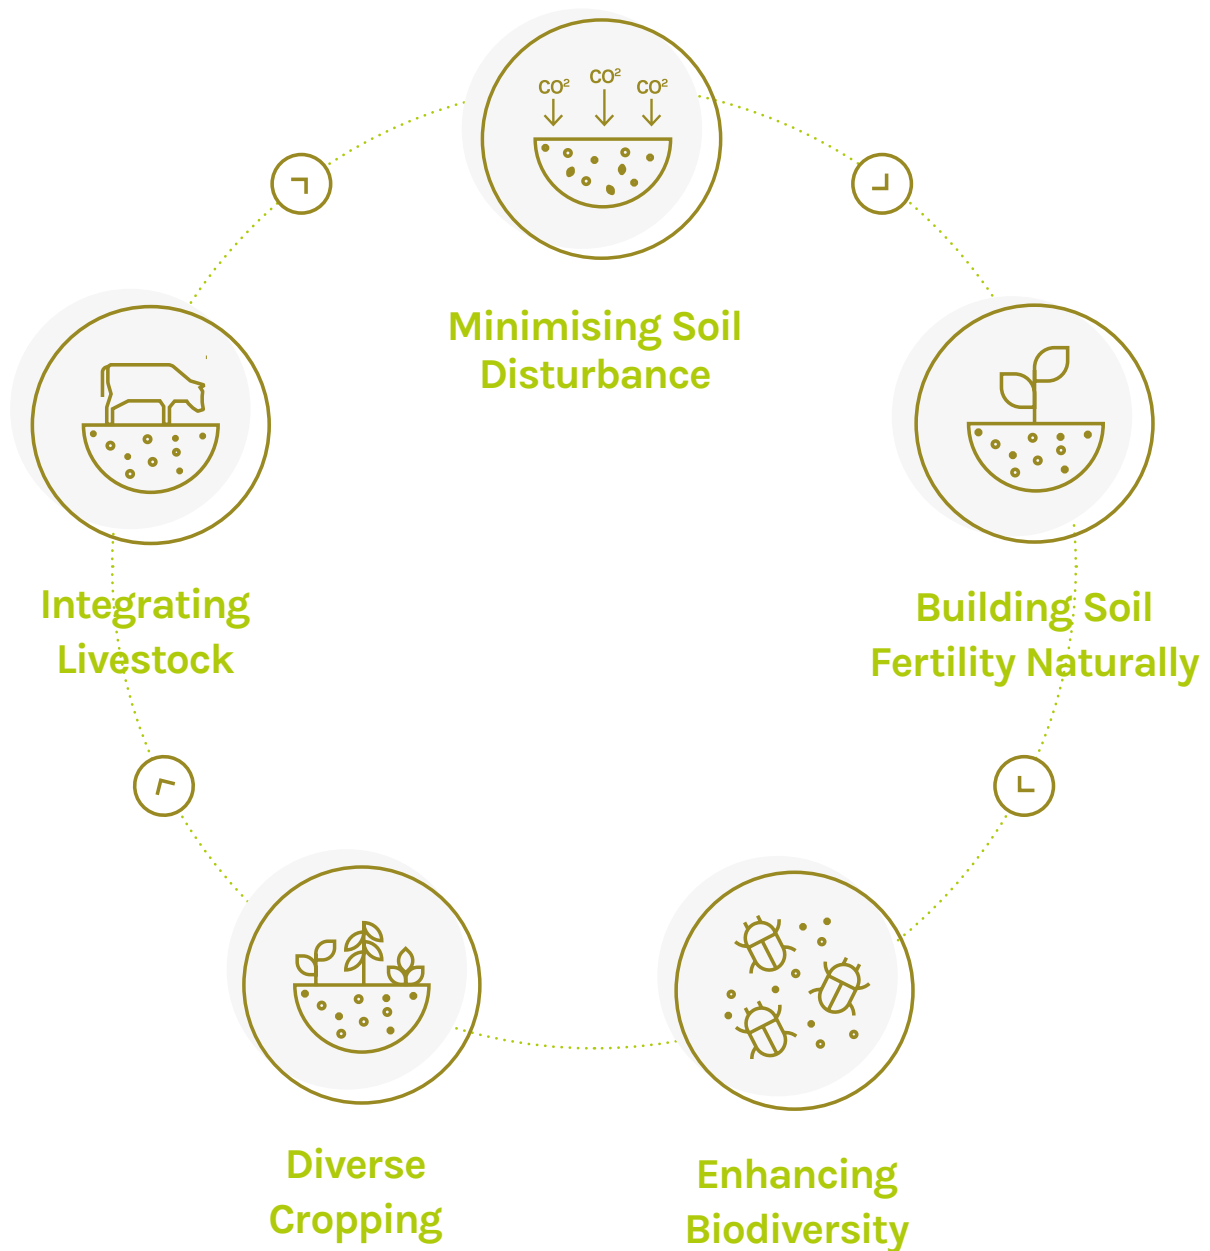 CO²
CO²
CO²
Minimising Soil
Disturbance
Integrating
Livestock
Building Soil
Fertility Naturally
Diverse
Cropping
Enhancing
Biodiversity